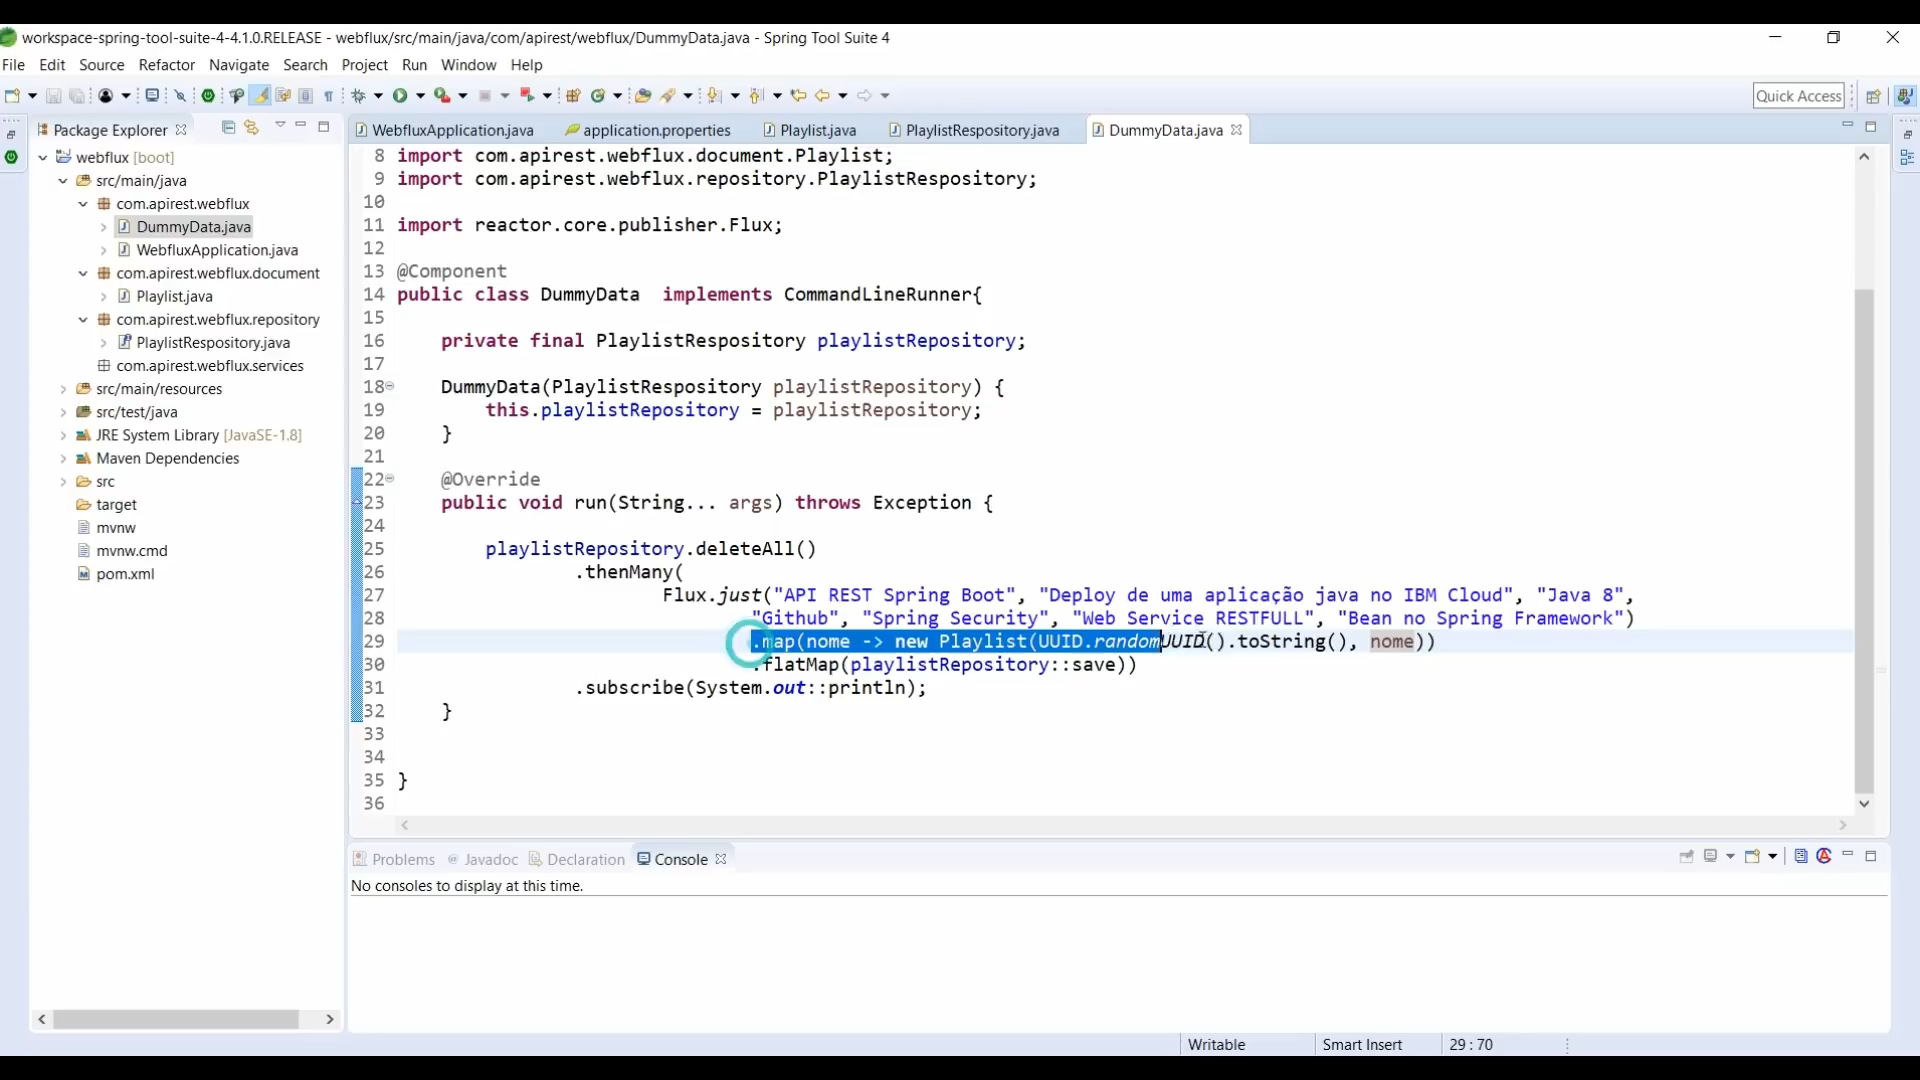 workspace-spring-tool-suite-4-4.1.0.RELEASE - webflux/src/main/java/com/apirest/webflux/DummyData.java - Spring Tool Suite 4
File Edit Source Refactor Navigate Search Project Run Window Help
Quick Access
Package Explorer
webflux [boot]
src/main/java
com.apirest.webflux
DummyData.java
WebfluxApplication.java
com.apirest.webflux.document
Playlist.java
com.apirest.webflux.repository
PlaylistRespository.java
com.apirest.webflux.services
src/main/resources
src/test/java
JRE System Library [JavaSE-1.8]
Maven Dependencies
src
target
mvnw
mvnw.cmd
pom.xml
WebfluxApplication.java application.properties Playlist.java PlaylistRespository.java DummyData.java
8 import com.apirest.webflux.document.Playlist;
9 import com.apirest.webflux.repository.PlaylistRespository;
10
11 import reactor.core.publisher.Flux;
12
13 @Component
14 public class DummyData  implements CommandLineRunner{
15
16 private final PlaylistRespository playlistRepository;
17
18 DummyData(PlaylistRespository playlistRepository) {
19 this.playlistRepository = playlistRepository;
20 }
21
22 @Override
23 public void run(String... args) throws Exception {
24
25 playlistRepository.deleteAll()
26 .thenMany(
27 Flux.just("API REST Spring Boot", "Deploy de uma aplicação java no IBM Cloud", "Java 8",
28 "Github", "Spring Security", "Web Service RESTFULL", "Bean no Spring Framework")
29 .map(nome -> new Playlist(UUID.randomUUID().toString(), nome))
30 .flatMap(playlistRepository::save))
31 .subscribe(System.out::println);
32 }
33
34
35 }
36
Problems Javadoc Declaration Console
No consoles to display at this time.
Writable Smart Insert 29 : 70